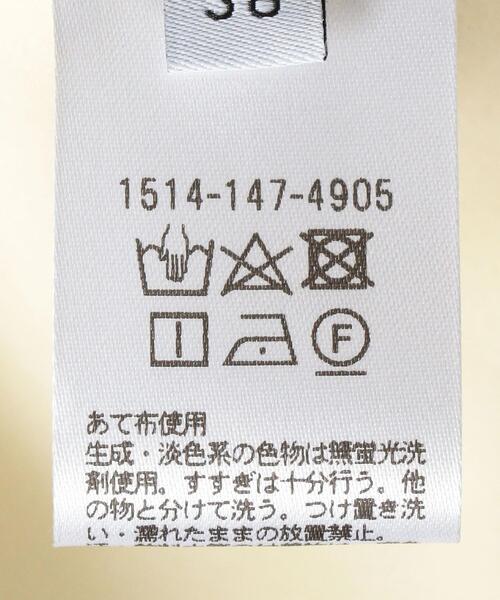 38
1514-147-4905
F
あて布使用
生成・淡色系の色物は無蛍光洗
剤使用。すすぎは十分行う。他
の物と分けて洗う。つけ置き洗
い・濡れたままの放置禁止。